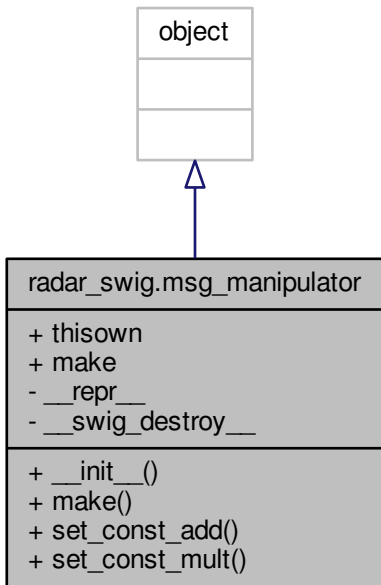 object
radar_swig.msg_manipulator
+ thisown
+ make
- __repr__
- __swig_destroy__
+ __init__()
+ make()
+ set_const_add()
+ set_const_mult()